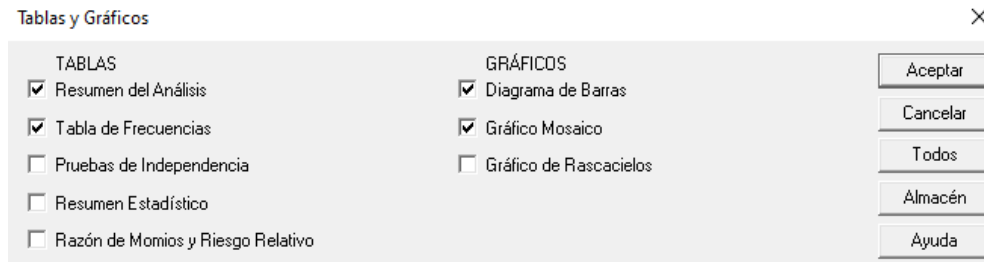 Tablas y Gráficos
TABLAS
Resumen del Análisis
Tabla de Frecuencias
Pruebas de Independencia
Resumen Estadístico
Razón de Momios y Riesgo Relativo
GRÁFICOS
Diagrama de Barras
Gráfico Mosaico
Gráfico de Rascacielos
Aceptar
Cancelar
Todos
Almacén
Ayuda